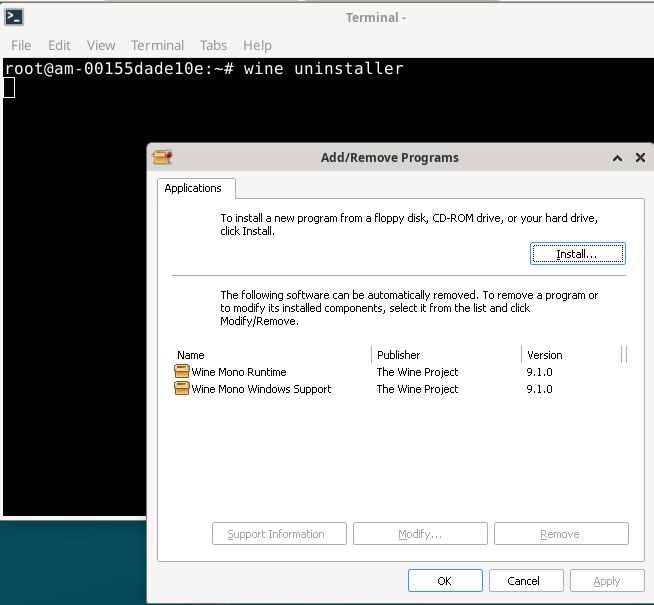 Terminal -
File Edit View Terminal Tabs Help
root@am-00155dade10e:~# wine uninstaller
Add/Remove Programs
Applications
To install a new program from a floppy disk, CD-ROM drive, or your hard drive,
click Install.
Install...
The following software can be automatically removed. To remove a program or
to modify its installed components, select it from the list and click
Modify/Remove.
Name Publisher Version
Wine Mono Runtime The Wine Project 9.1.0
Wine Mono Windows Support The Wine Project 9.1.0
Support Information Modify... Remove
OK Cancel Apply